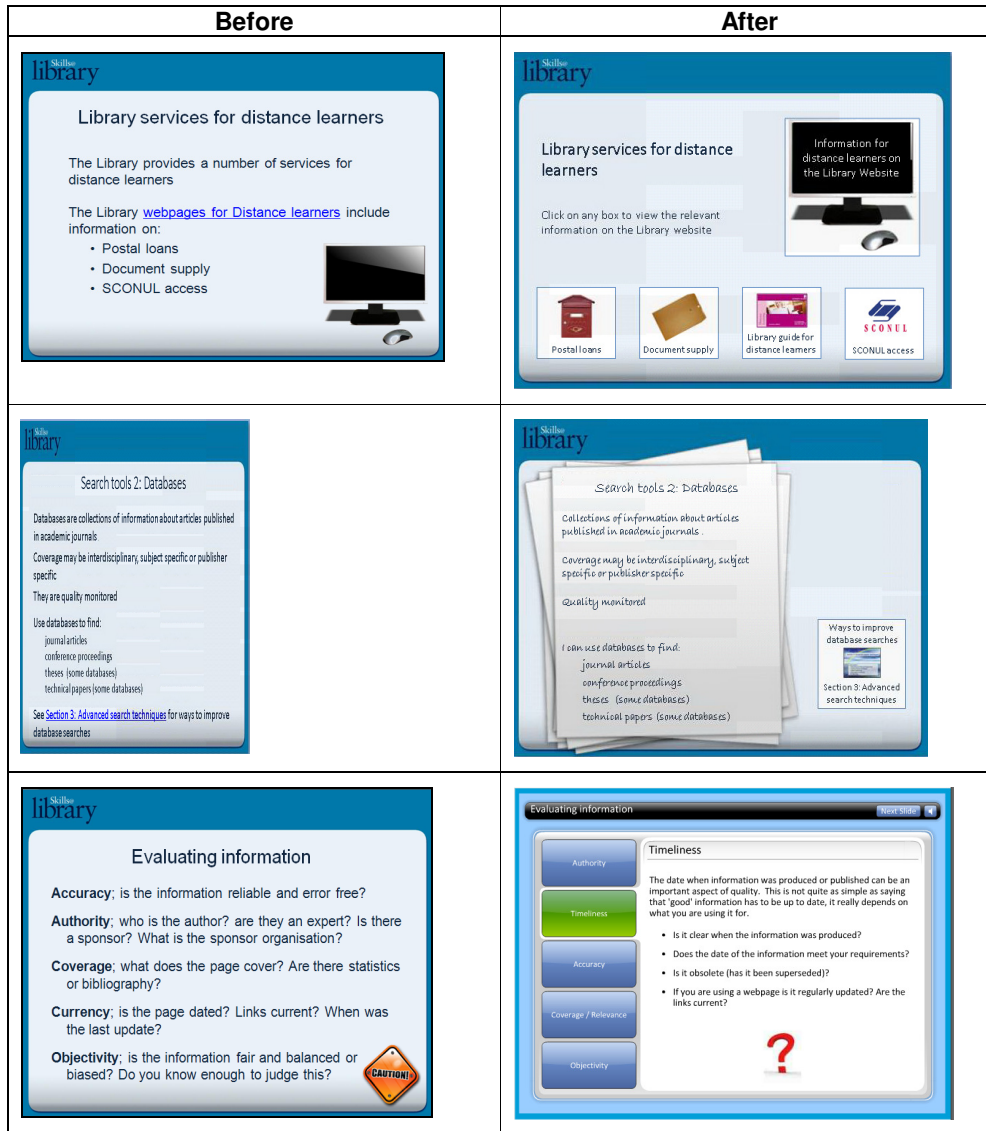 Before
After
Skills@
library
Library services for distance learners
The Library provides a number of services for
distance learners
The Library webpages for Distance learners include
information on:
• Postal loans
• Document supply
• SCONUL access
Skills@
library
Library services for distance
learners
Click on any box to view the relevant
information on the Library website
Information for
distance learners on
the Library Website
Postal loans
Document supply
Library guide for
distance learners
SCONUL
SCONUL access
Skills@
library
Search tools 2: Databases
Databases are collections of information about articles published
in academic journals.
Coverage may be interdisciplinary, subject specific or publisher
specific
They are quality monitored
Use databases to find:
journal articles
conference proceedings
theses (some databases)
technical papers (some databases)
See Section 3: Advanced search techniques for ways to improve
database searches
Skills@
library
Search tools 2: Databases
Collections of information about articles
published in academic journals .
Coverage may be interdisciplinary, subject
specific or publisher specific
Quality monitored
I can use databases to find:
journal articles
conference proceedings
theses (some databases)
technical papers (some databases)
Ways to improve
database searches
Section 3: Advanced
search techniques
Skills@
library
Evaluating information
Accuracy; is the information reliable and error free?
Authority; who is the author? are they an expert? Is there
a sponsor? What is the sponsor organisation?
Coverage; what does the page cover? Are there statistics
or bibliography?
Currency; is the page dated? Links current? When was
the last update?
Objectivity; is the information fair and balanced or
biased? Do you know enough to judge this?
CAUTION!
Evaluating information
Next Slide
Authority
Timeliness
Accuracy
Coverage / Relevance
Objectivity
Timeliness
The date when information was produced or published can be an
important aspect of quality. This is not quite as simple as saying
that 'good' information has to be up to date, it really depends on
what you are using it for.
• Is it clear when the information was produced?
• Does the date of the information meet your requirements?
• Is it obsolete (has it been superseded)?
• If you are using a webpage is it regularly updated? Are the
links current?
?